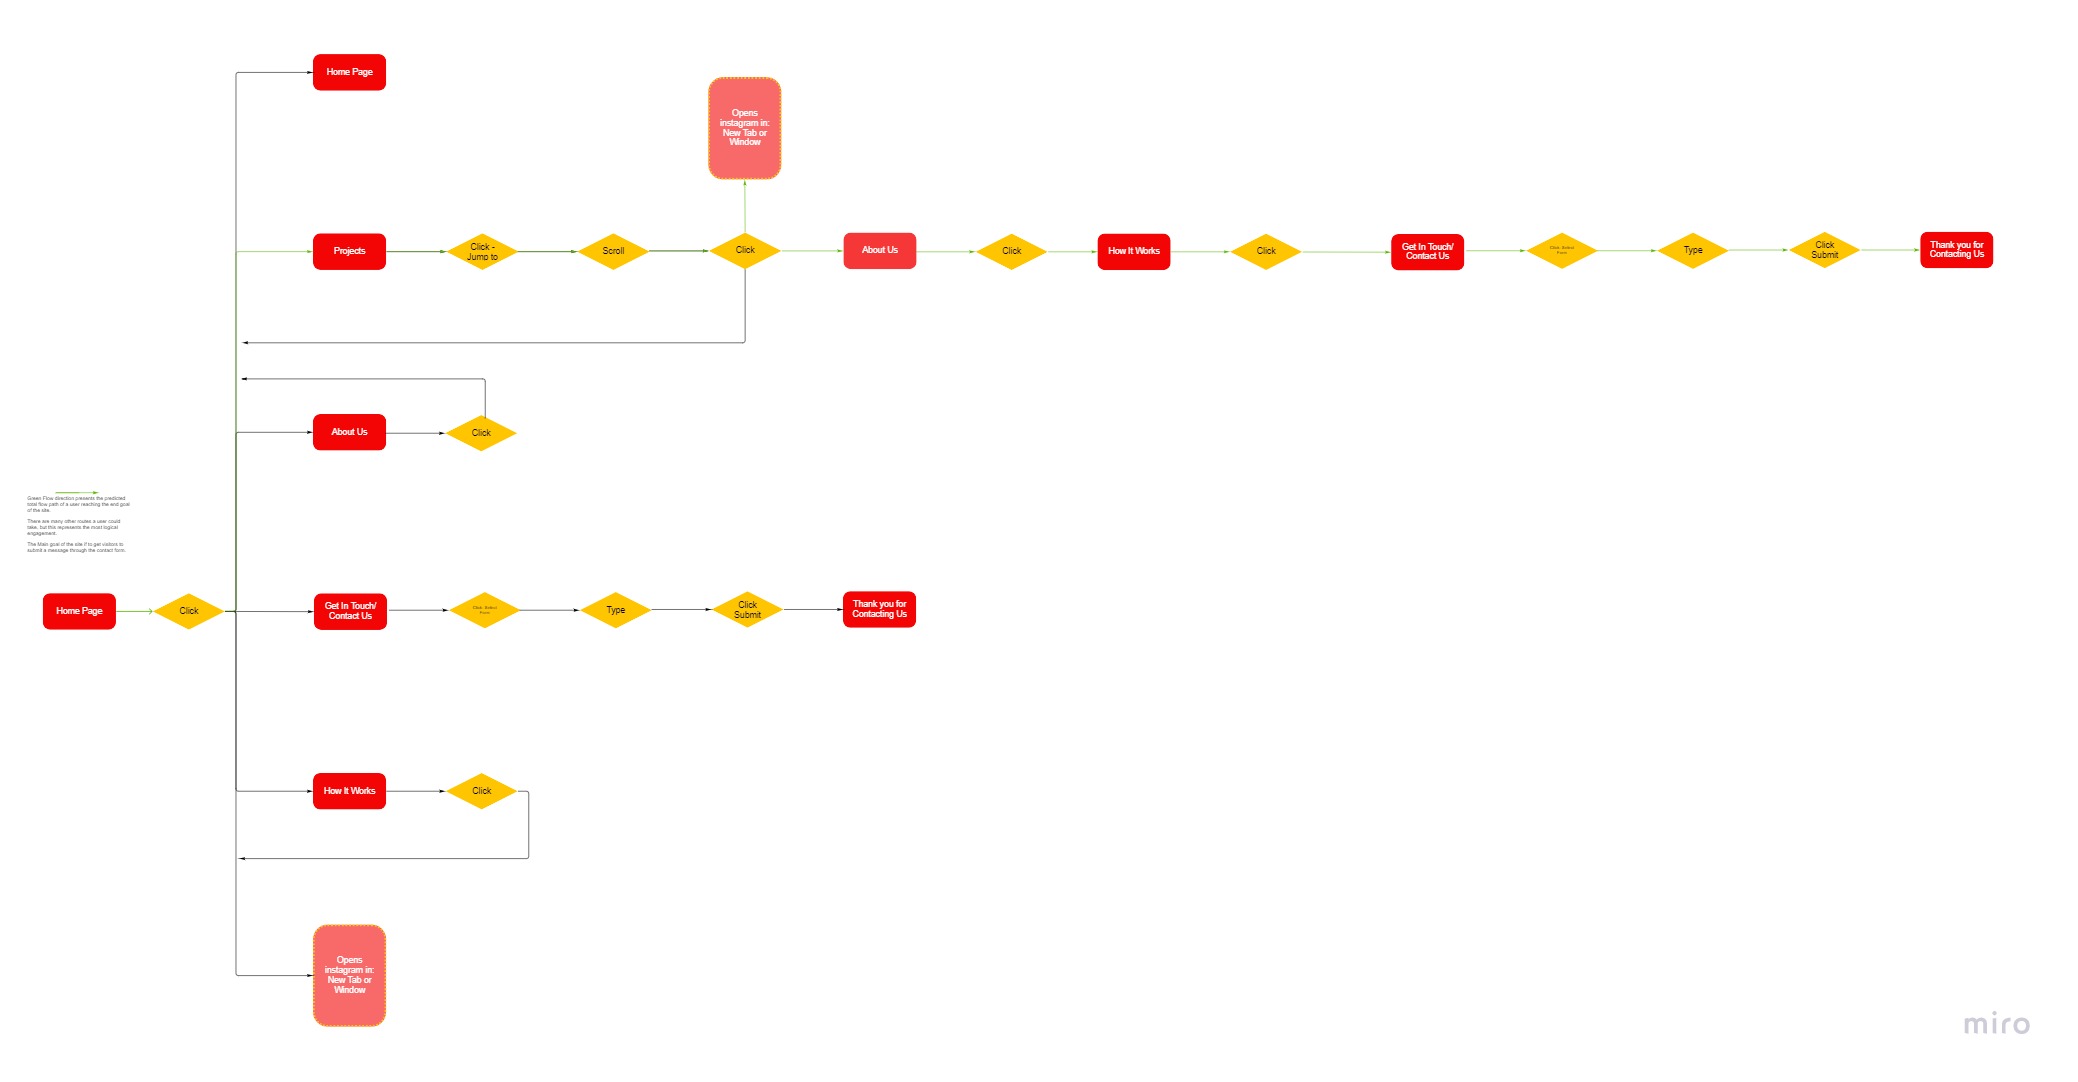 Home Page
Opens
instagram in:
New Tab or
Window
Projects
Click -
Jump to
Scroll
Click
About Us
Click
How It Works
Click
Get In Touch/
Contact Us
Click Select
Form
Type
Click
Submit
Thank you for
Contacting Us
About Us
Click
Green Flow direction presents the predicted
total flow path of a user reaching the end goal
of the site.
There are many other routes a user could
take, but this represents the most logical
engagement.
The Main goal of the site if to get visitors to
submit a message through the contact form.
Home Page
Click
Get In Touch/
Contact Us
Click Select
Form
Type
Click
Submit
Thank you for
Contacting Us
How It Works
Click
Opens
instagram in:
New Tab or
Window
miro